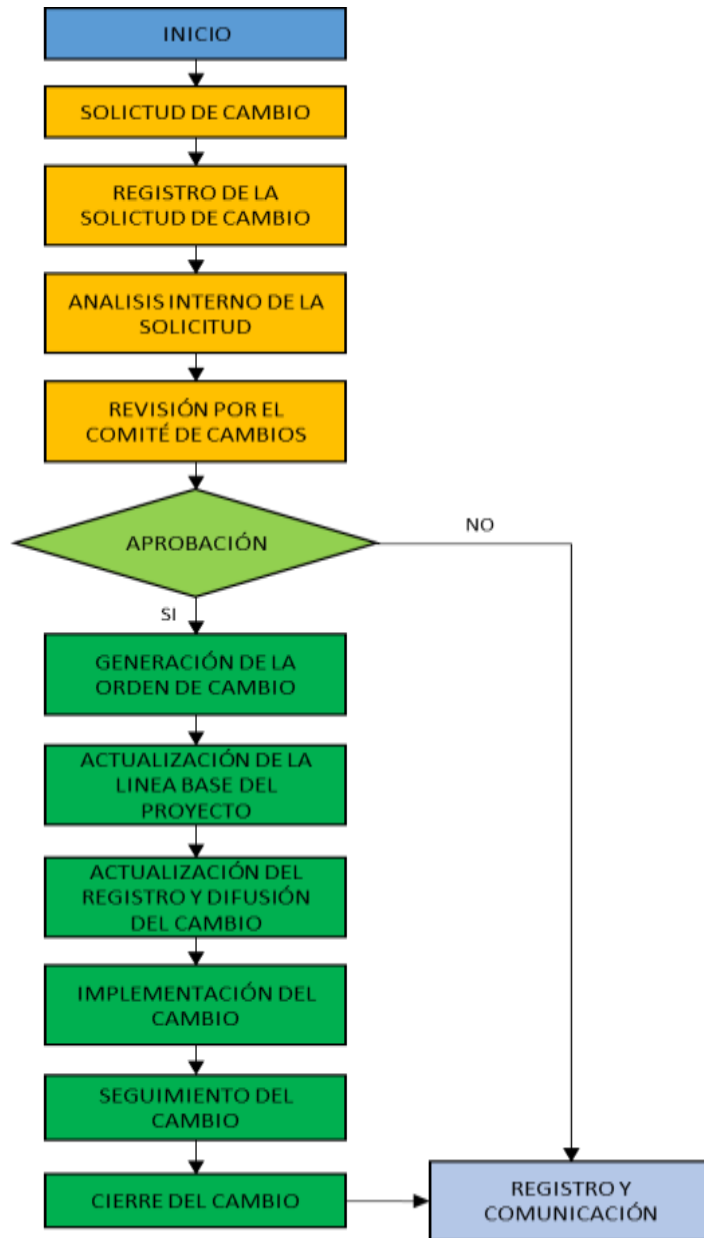 INICIO
SOLICTUD DE CAMBIO
REGISTRO DE LA
SOLICTUD DE CAMBIO
ANALISIS INTERNO DE LA
SOLICITUD
REVISIÓN POR EL
COMITÉ DE CAMBIOS
APROBACIÓN
NO
SI
GENERACIÓN DE LA
ORDEN DE CAMBIO
ACTUALIZACIÓN DE LA
LINEA BASE DEL
PROYECTO
ACTUALIZACIÓN DEL
REGISTRO Y DIFUSIÓN
DEL CAMBIO
IMPLEMENTACIÓN DEL
CAMBIO
SEGUIMIENTO DEL
CAMBIO
CIERRE DEL CAMBIO
REGISTRO Y
COMUNICACIÓN